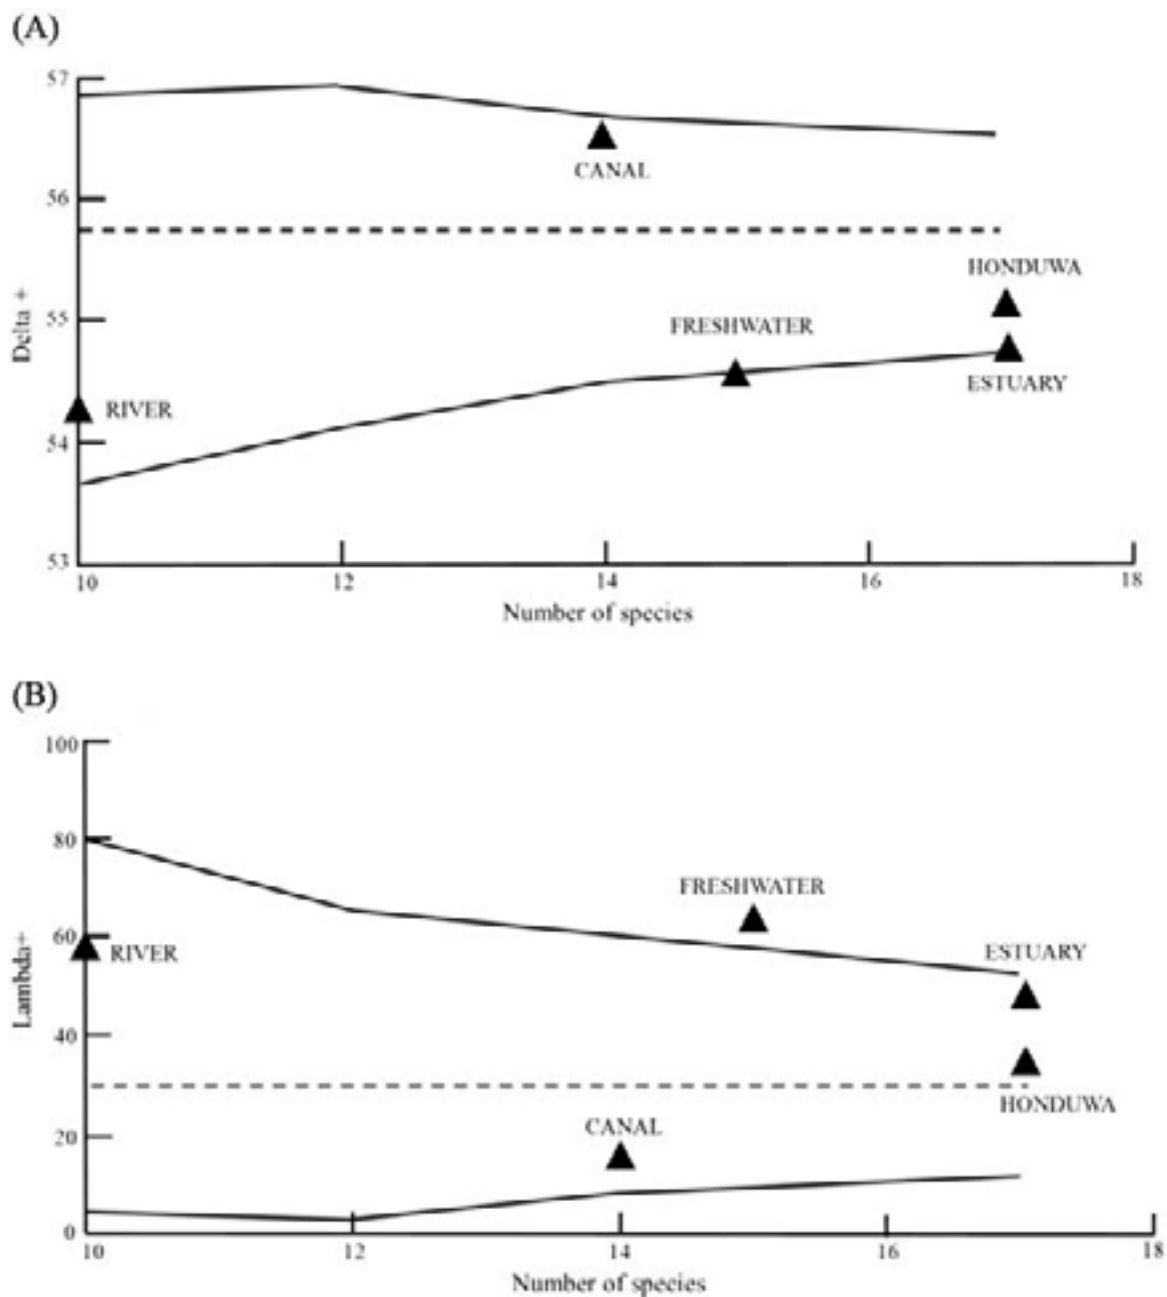 (A)
57
CANAL
56
HONDUWA
55
FRESHWATER
ESTUARY
RIVER
54
53
10 12 14 16 18
Delta +
Number of species
(B)
100
80
FRESHWATER
60
ESTUARY
RIVER
40
HONDUWA
CANAL
20
0
10 12 14 16 18
Lambda+
Number of species